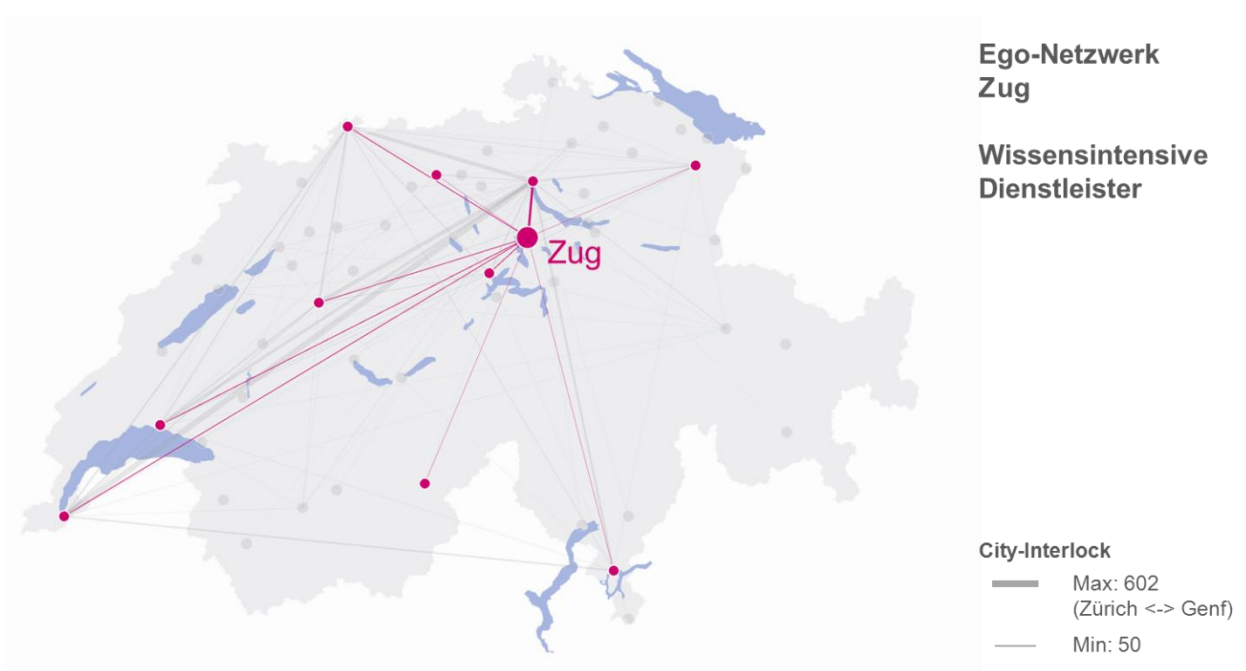 Ego-Netzwerk
Zug
Wissensintensive
Dienstleister
Zug
City-Interlock
Max: 602
(Zürich <-> Genf)
Min: 50